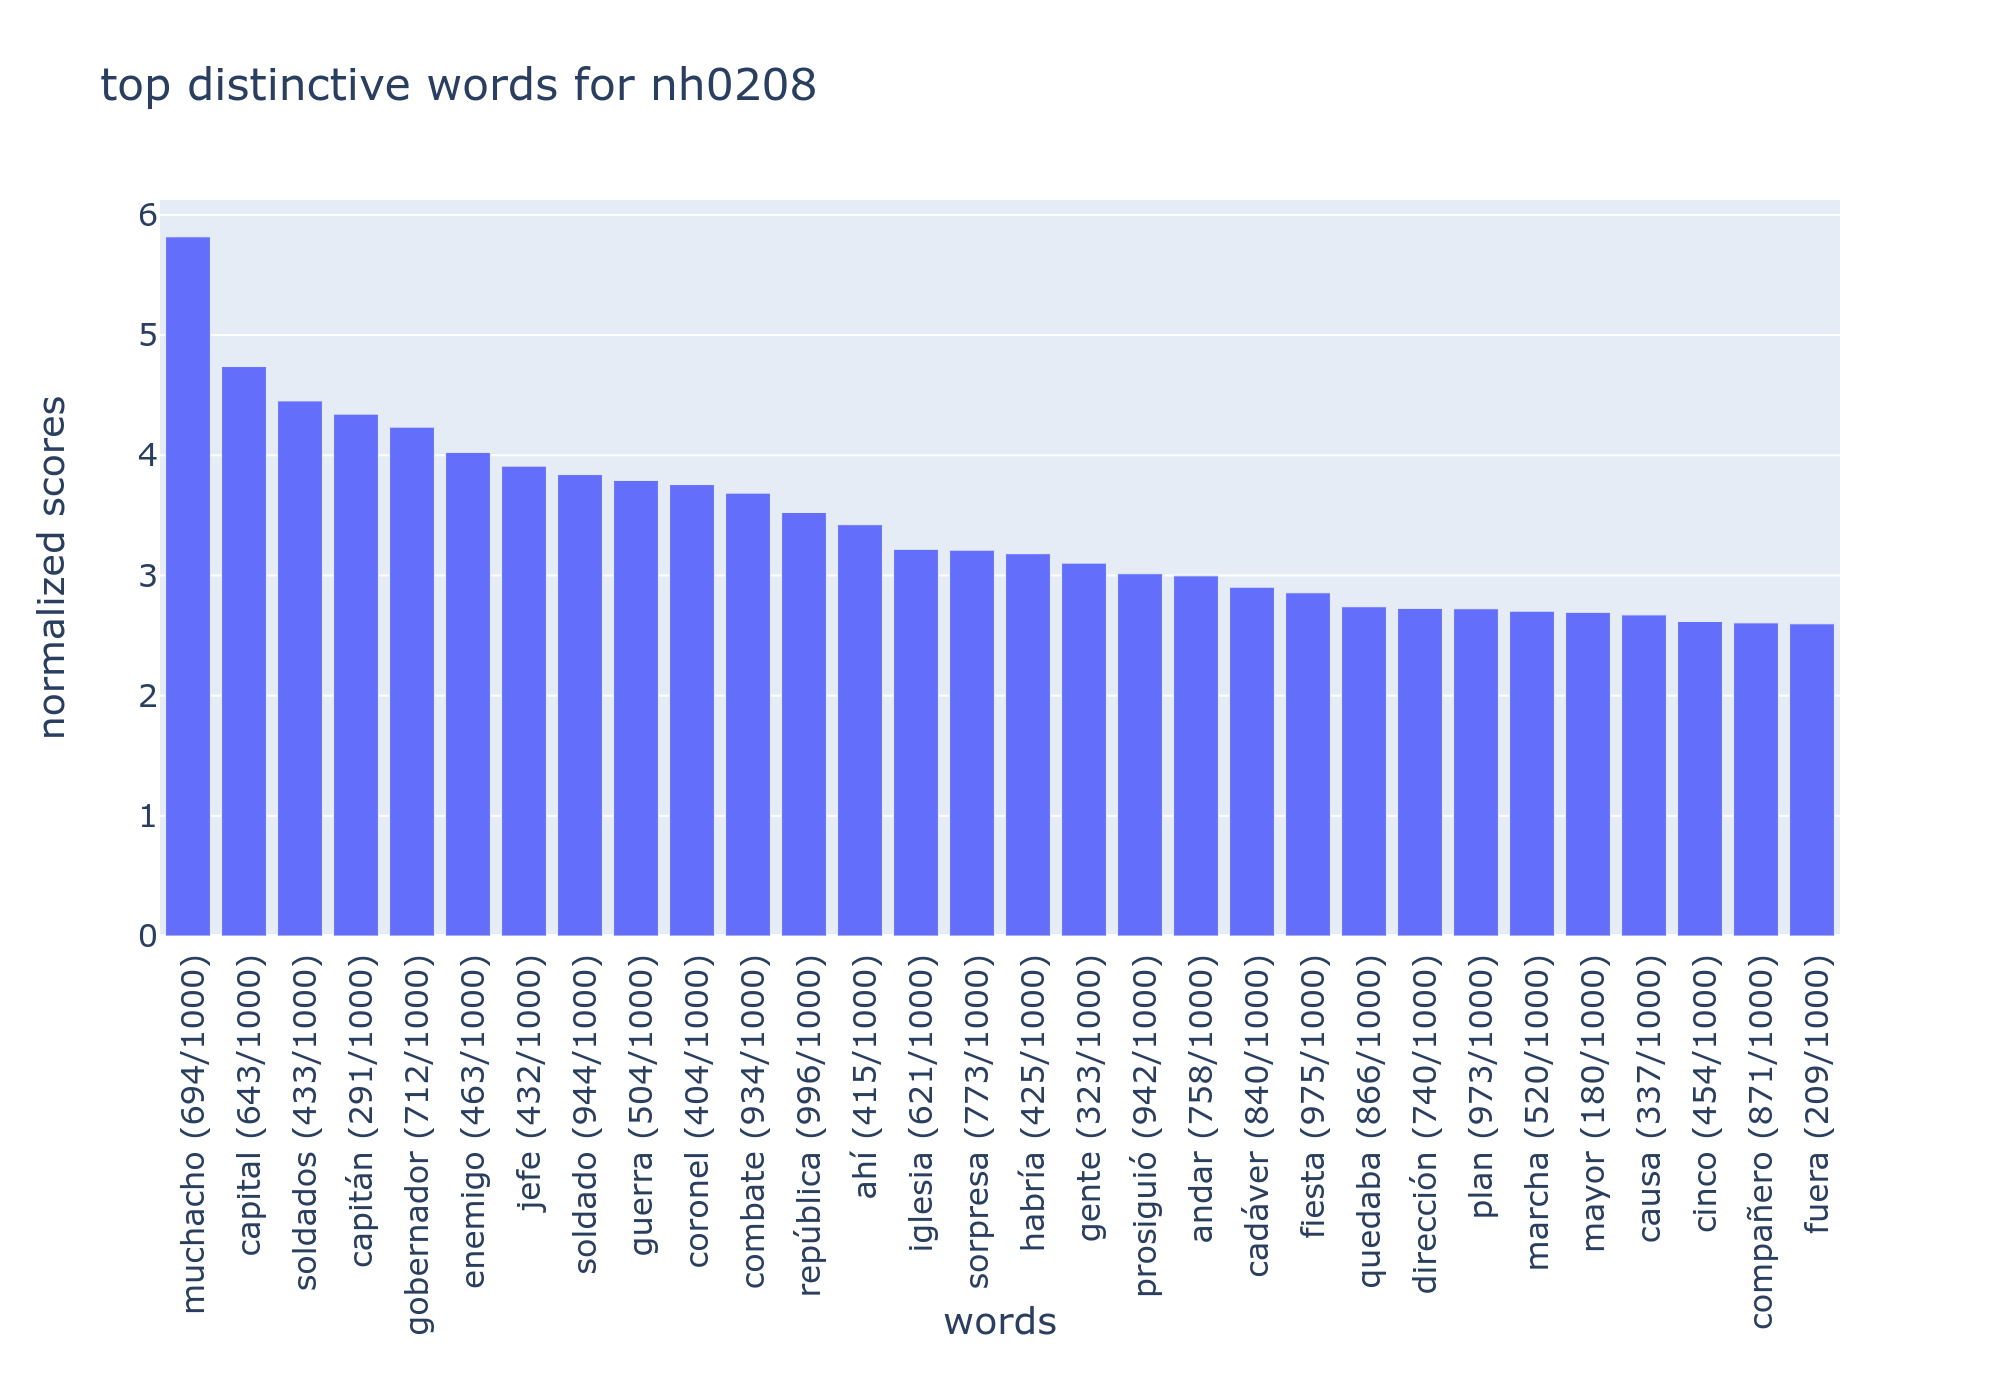 top distinctive words for nh0208
normalized scores
6
5
4
3
2
1
0
muchacho (694/1000)
capital (643/1000)
soldados (433/1000)
capitán (291/1000)
gobernador (712/1000)
enemigo (463/1000)
jefe (432/1000)
soldado (944/1000)
guerra (504/1000)
coronel (404/1000)
combate (934/1000)
república (996/1000)
ahí (415/1000)
iglesia (621/1000)
sorpresa (773/1000)
habría (425/1000)
gente (323/1000)
prosiguió (942/1000)
andar (758/1000)
cadáver (840/1000)
fiesta (975/1000)
quedaba (866/1000)
dirección (740/1000)
plan (973/1000)
marcha (520/1000)
mayor (180/1000)
causa (337/1000)
cinco (454/1000)
compañero (871/1000)
fuera (209/1000)
words